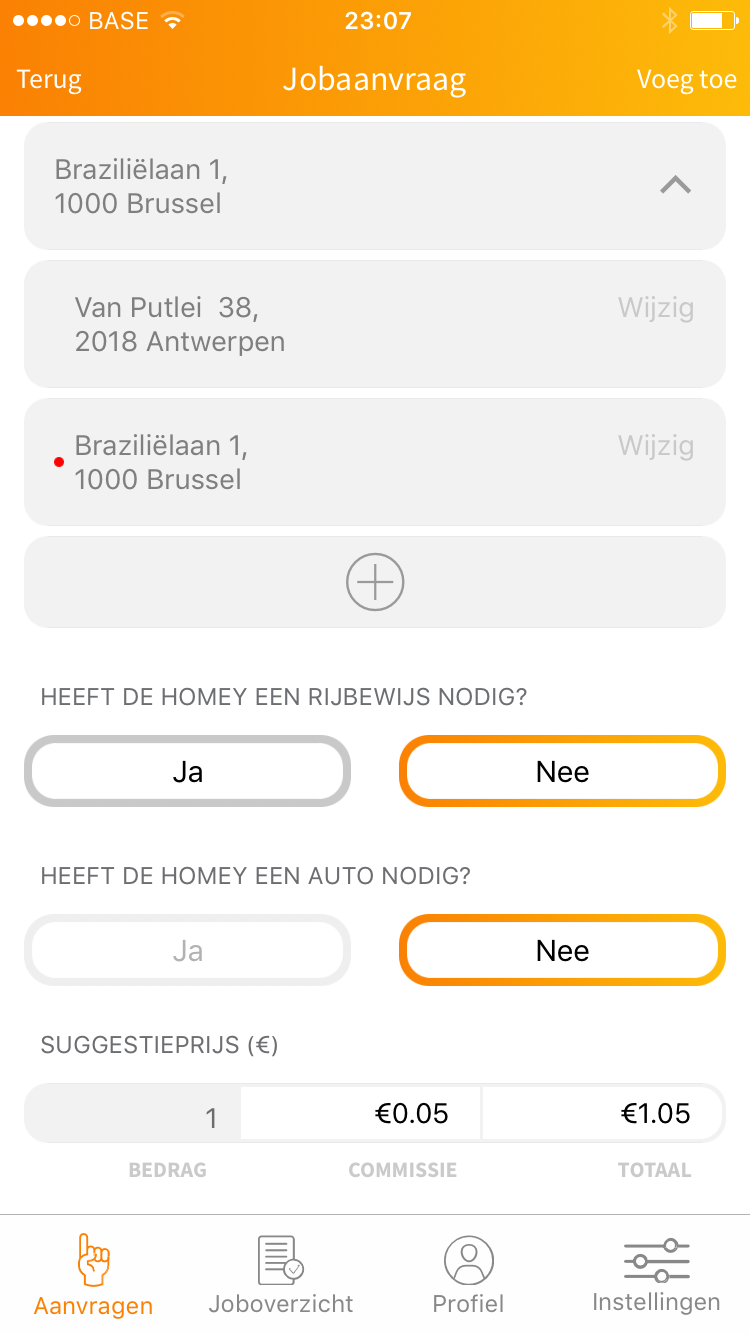 BASE 23:07
Terug Jobaanvraag Voeg toe
Braziliëlaan 1,
1000 Brussel
Van Putlei  38, Wijzig
2018 Antwerpen
Braziliëlaan 1, Wijzig
1000 Brussel
HEEFT DE HOMEY EEN RIJBEWIJS NODIG?
Ja Nee
HEEFT DE HOMEY EEN AUTO NODIG?
Ja Nee
SUGGESTIEPRIJS (€)
1 €0.05 €1.05
BEDRAG COMMISSIE TOTAAL
Aanvragen Joboverzicht Profiel Instellingen